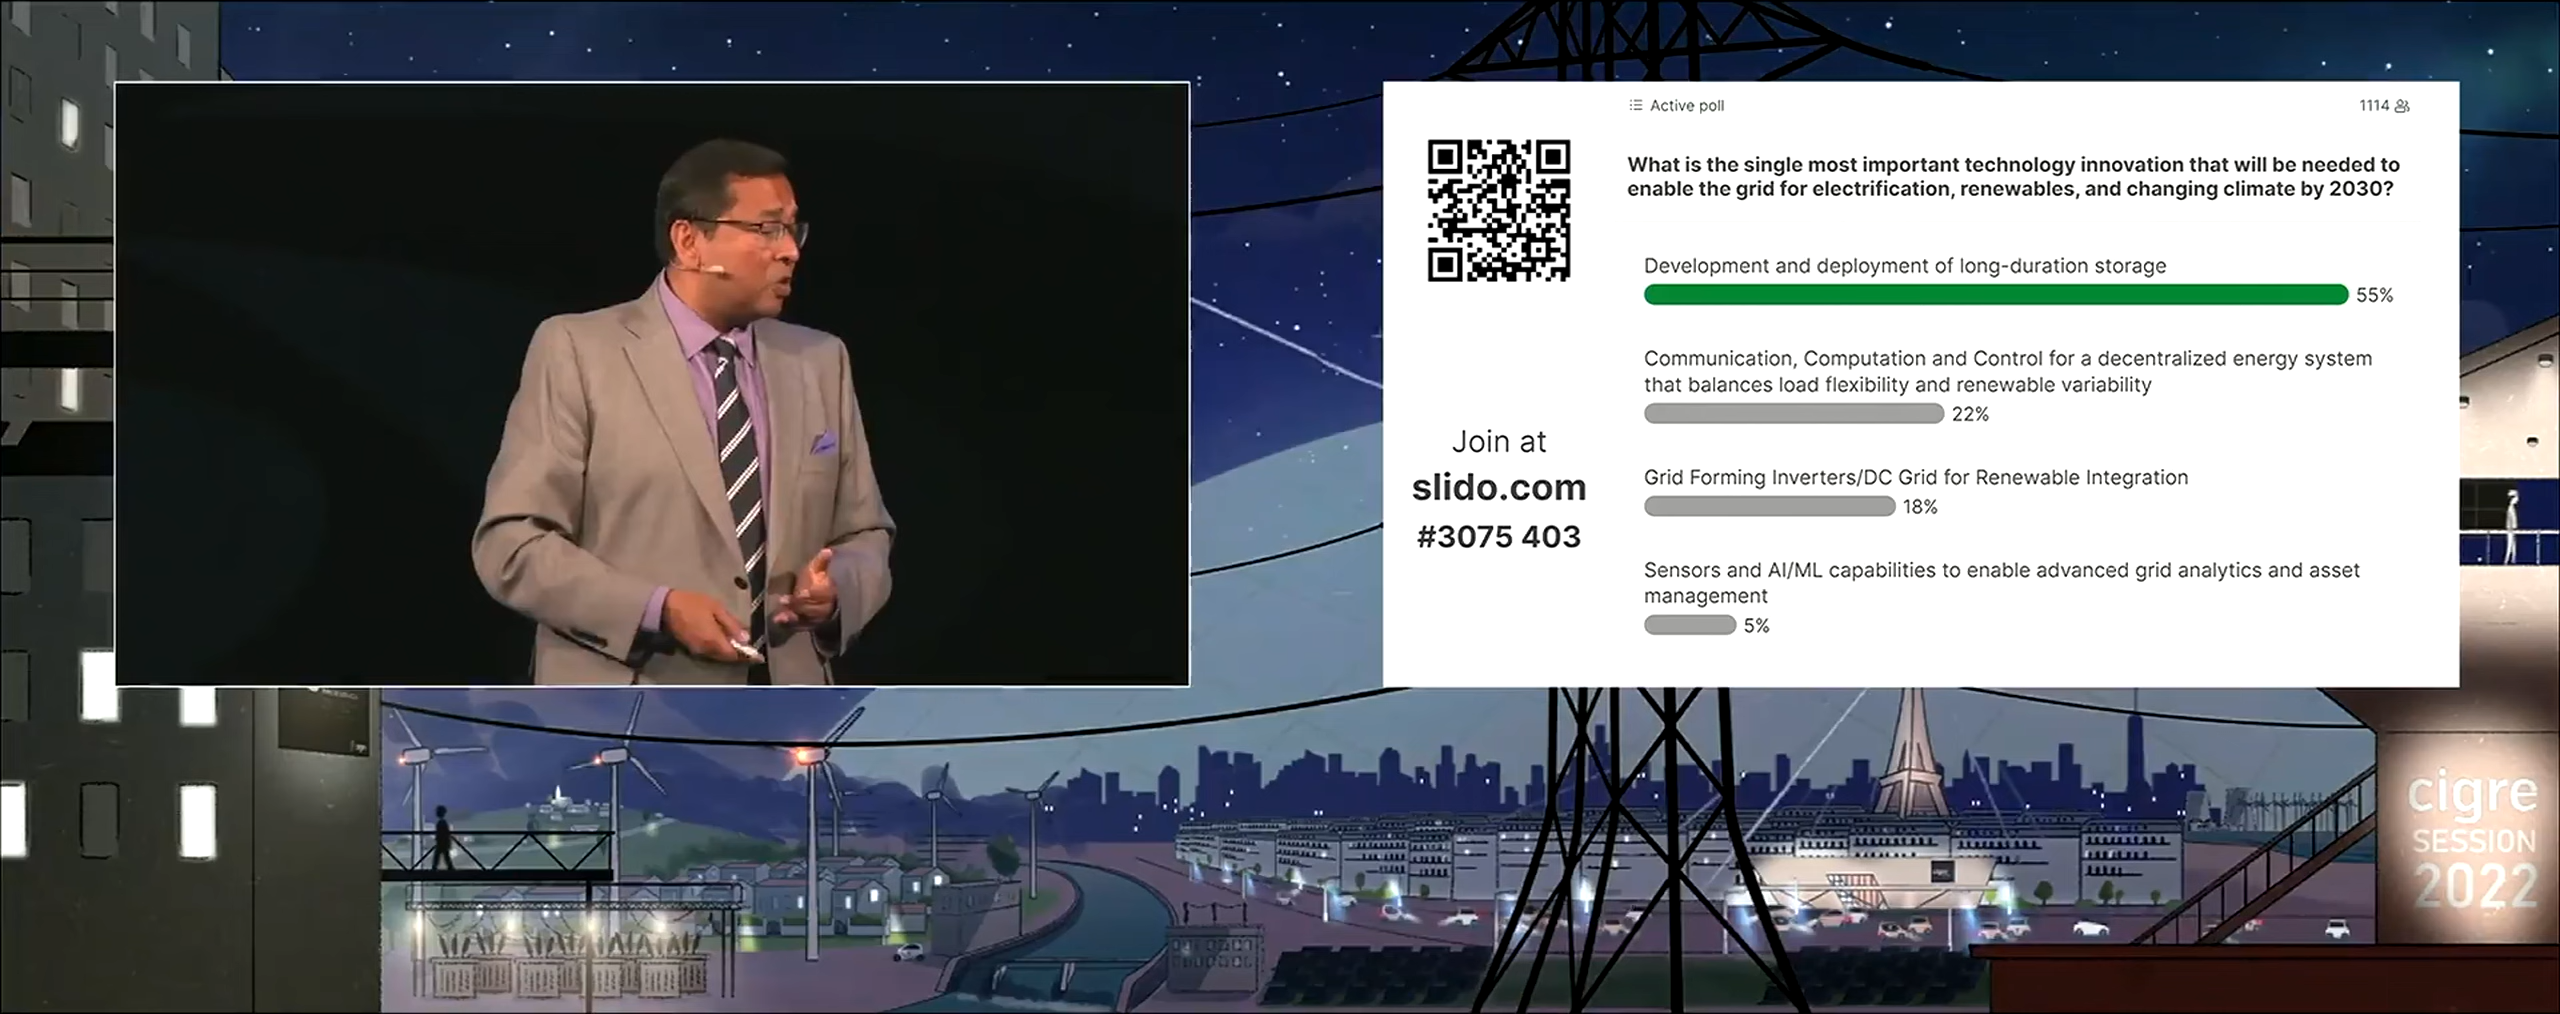 Active poll
1114
What is the single most important technology innovation that will be needed to
enable the grid for electrification, renewables, and changing climate by 2030?
Development and deployment of long-duration storage
55%
Communication, Computation and Control for a decentralized energy system
that balances load flexibility and renewable variability
22%
Grid Forming Inverters/DC Grid for Renewable Integration
18%
Sensors and AI/ML capabilities to enable advanced grid analytics and asset
management
5%
Join at
slido.com
#3075 403
cigre
SESSION
2022